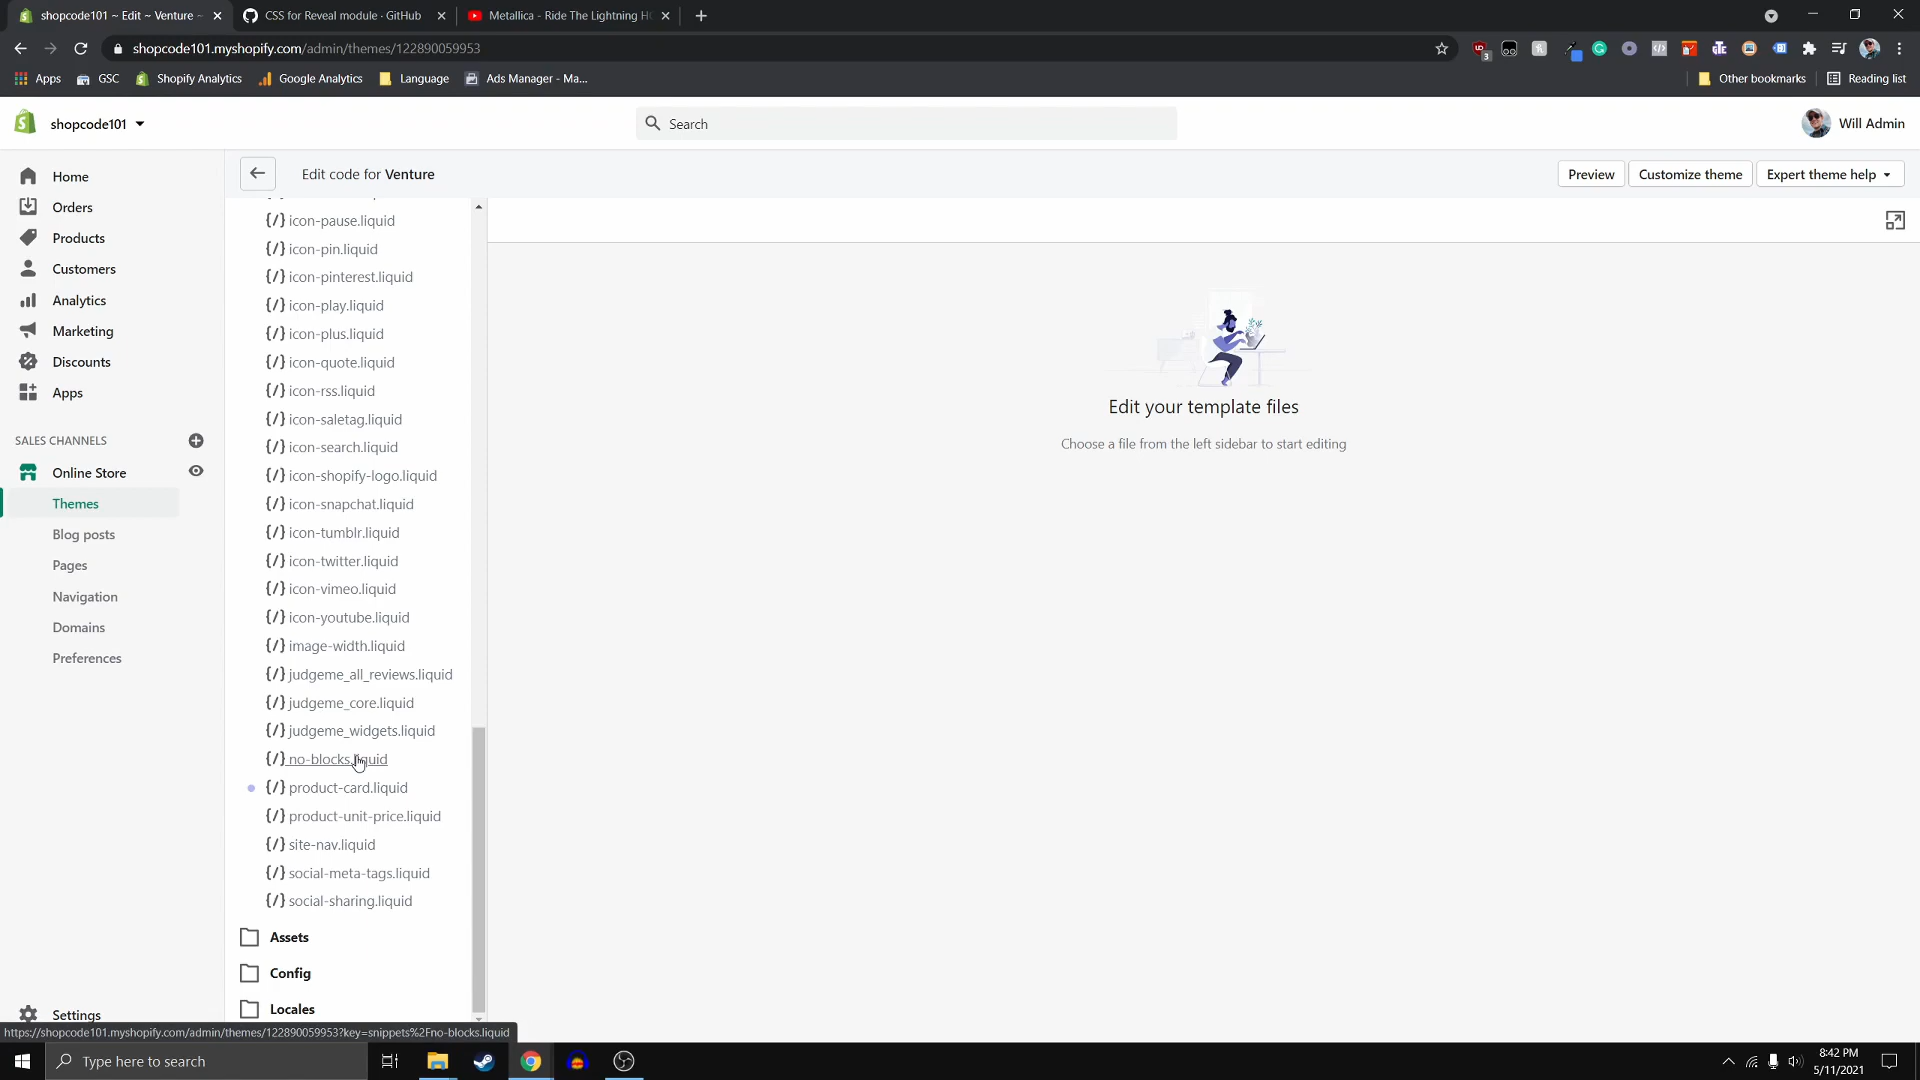 shopcode101 ~ Edit ~ Venture ~
CSS for Reveal module · GitHub
Metallica - Ride The Lightning H
shopcode101.myshopify.com/admin/themes/122890059953
Apps
GSC
Shopify Analytics
Google Analytics
Language
Ads Manager - Ma...
Other bookmarks
Reading list
shopcode101
Search
Will Admin
Home
Orders
Products
Customers
Analytics
Marketing
Discounts
Apps
SALES CHANNELS
Online Store
Themes
Blog posts
Pages
Navigation
Domains
Preferences
Settings
Edit code for Venture
Preview
Customize theme
Expert theme help
{/} icon-pause.liquid
{/} icon-pin.liquid
{/} icon-pinterest.liquid
{/} icon-play.liquid
{/} icon-plus.liquid
{/} icon-quote.liquid
{/} icon-rss.liquid
{/} icon-saletag.liquid
{/} icon-search.liquid
{/} icon-shopify-logo.liquid
{/} icon-snapchat.liquid
{/} icon-tumblr.liquid
{/} icon-twitter.liquid
{/} icon-vimeo.liquid
{/} icon-youtube.liquid
{/} image-width.liquid
{/} judgeme_all_reviews.liquid
{/} judgeme_core.liquid
{/} judgeme_widgets.liquid
{/} no-blocks.liquid
{/} product-card.liquid
{/} product-unit-price.liquid
{/} site-nav.liquid
{/} social-meta-tags.liquid
{/} social-sharing.liquid
Assets
Config
Locales
Edit your template files
Choose a file from the left sidebar to start editing
https://shopcode101.myshopify.com/admin/themes/122890059953?key=snippets%2Fno-blocks.liquid
Type here to search
8:42 PM
5/11/2021